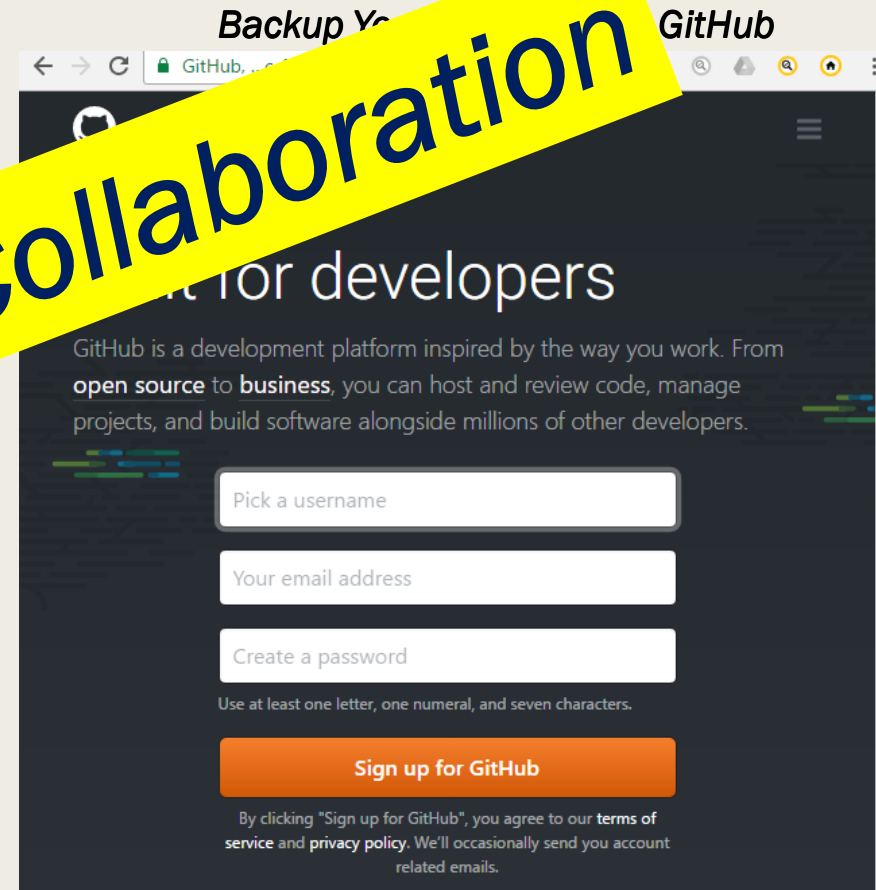 Backup GitHub
GitHub,
Collaboration
for developers
GitHub is a development platform inspired by the way you work. From
open source to business, you can host and review code, manage
projects, and build software alongside millions of other developers.
Pick a username
Your email address
Create a password
Use at least one letter, one numeral, and seven characters.
Sign up for GitHub
By clicking "Sign up for GitHub", you agree to our terms of
service and privacy policy. We'll occasionally send you account
related emails.